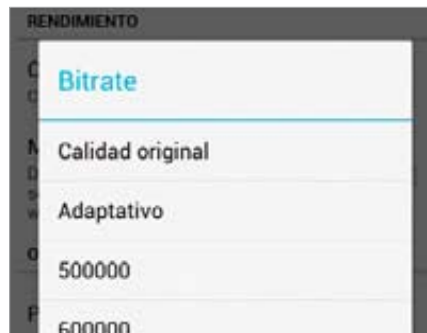 RENDIMIENTO
Bitrate
Calidad original
Adaptativo
500000
600000